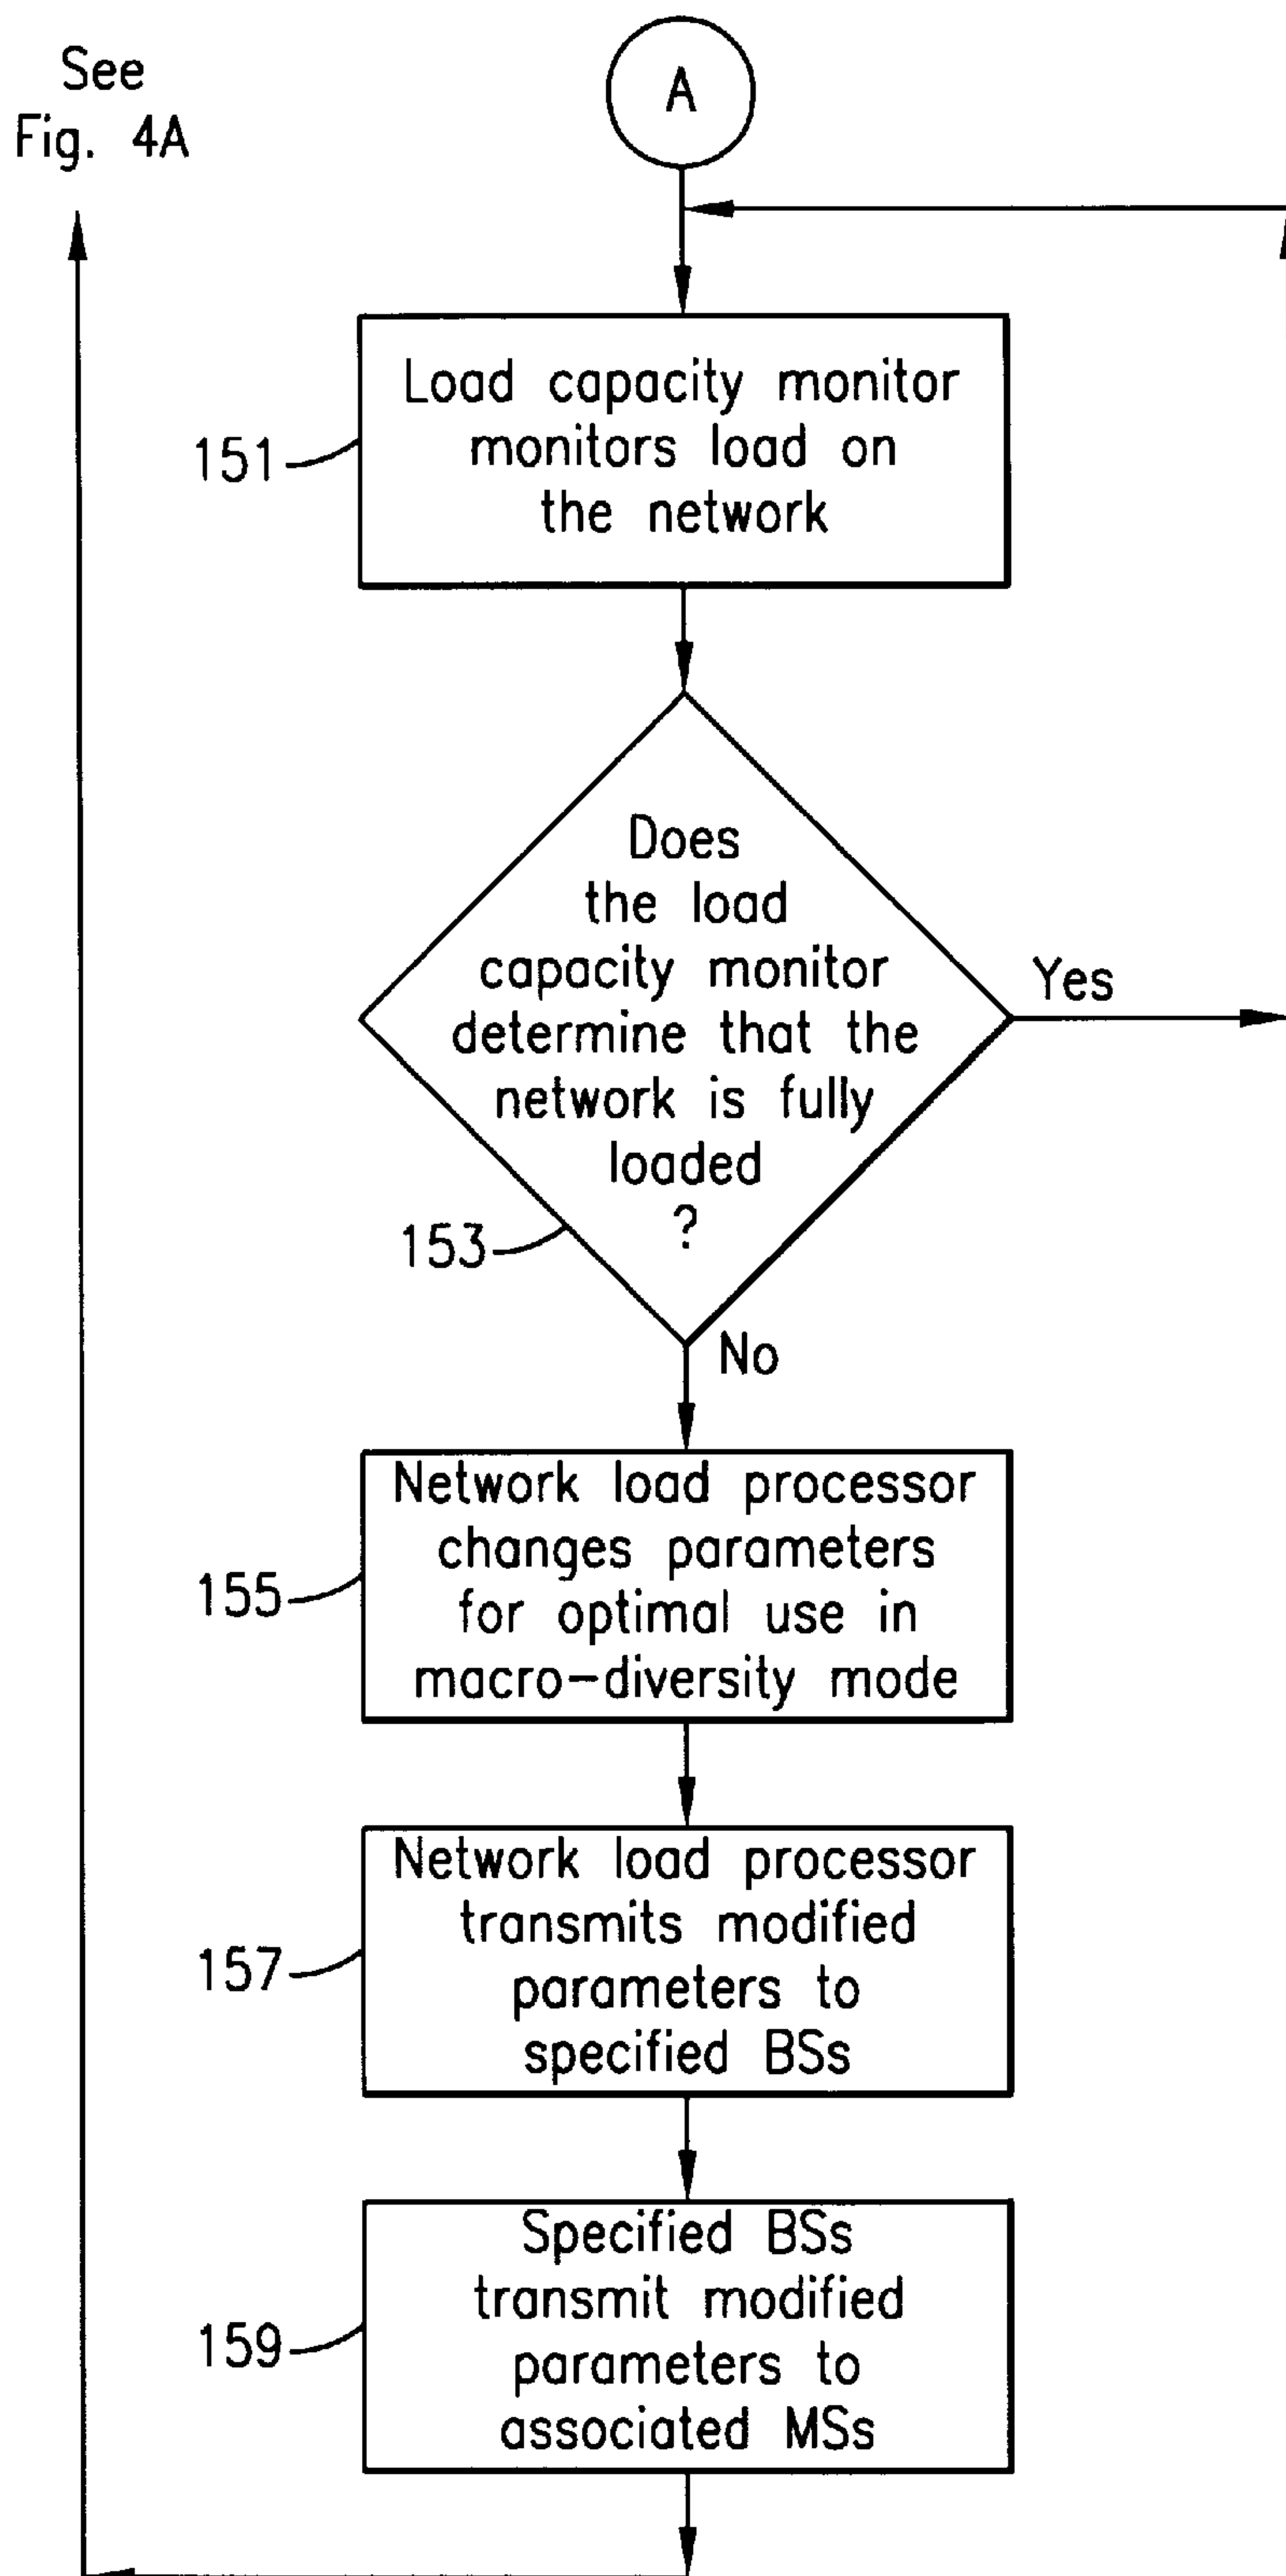 See
Fig. 4A
A
Load capacity monitor
monitors load on
the network
151
Does
the load
capacity monitor
determine that the
network is fully
loaded
?
Yes
153
No
Network load processor
changes parameters
for optimal use in
macro-diversity mode
155
Network load processor
transmits modified
parameters to
specified BSs
157
Specified BSs
transmit modified
parameters to
associated MSs
159